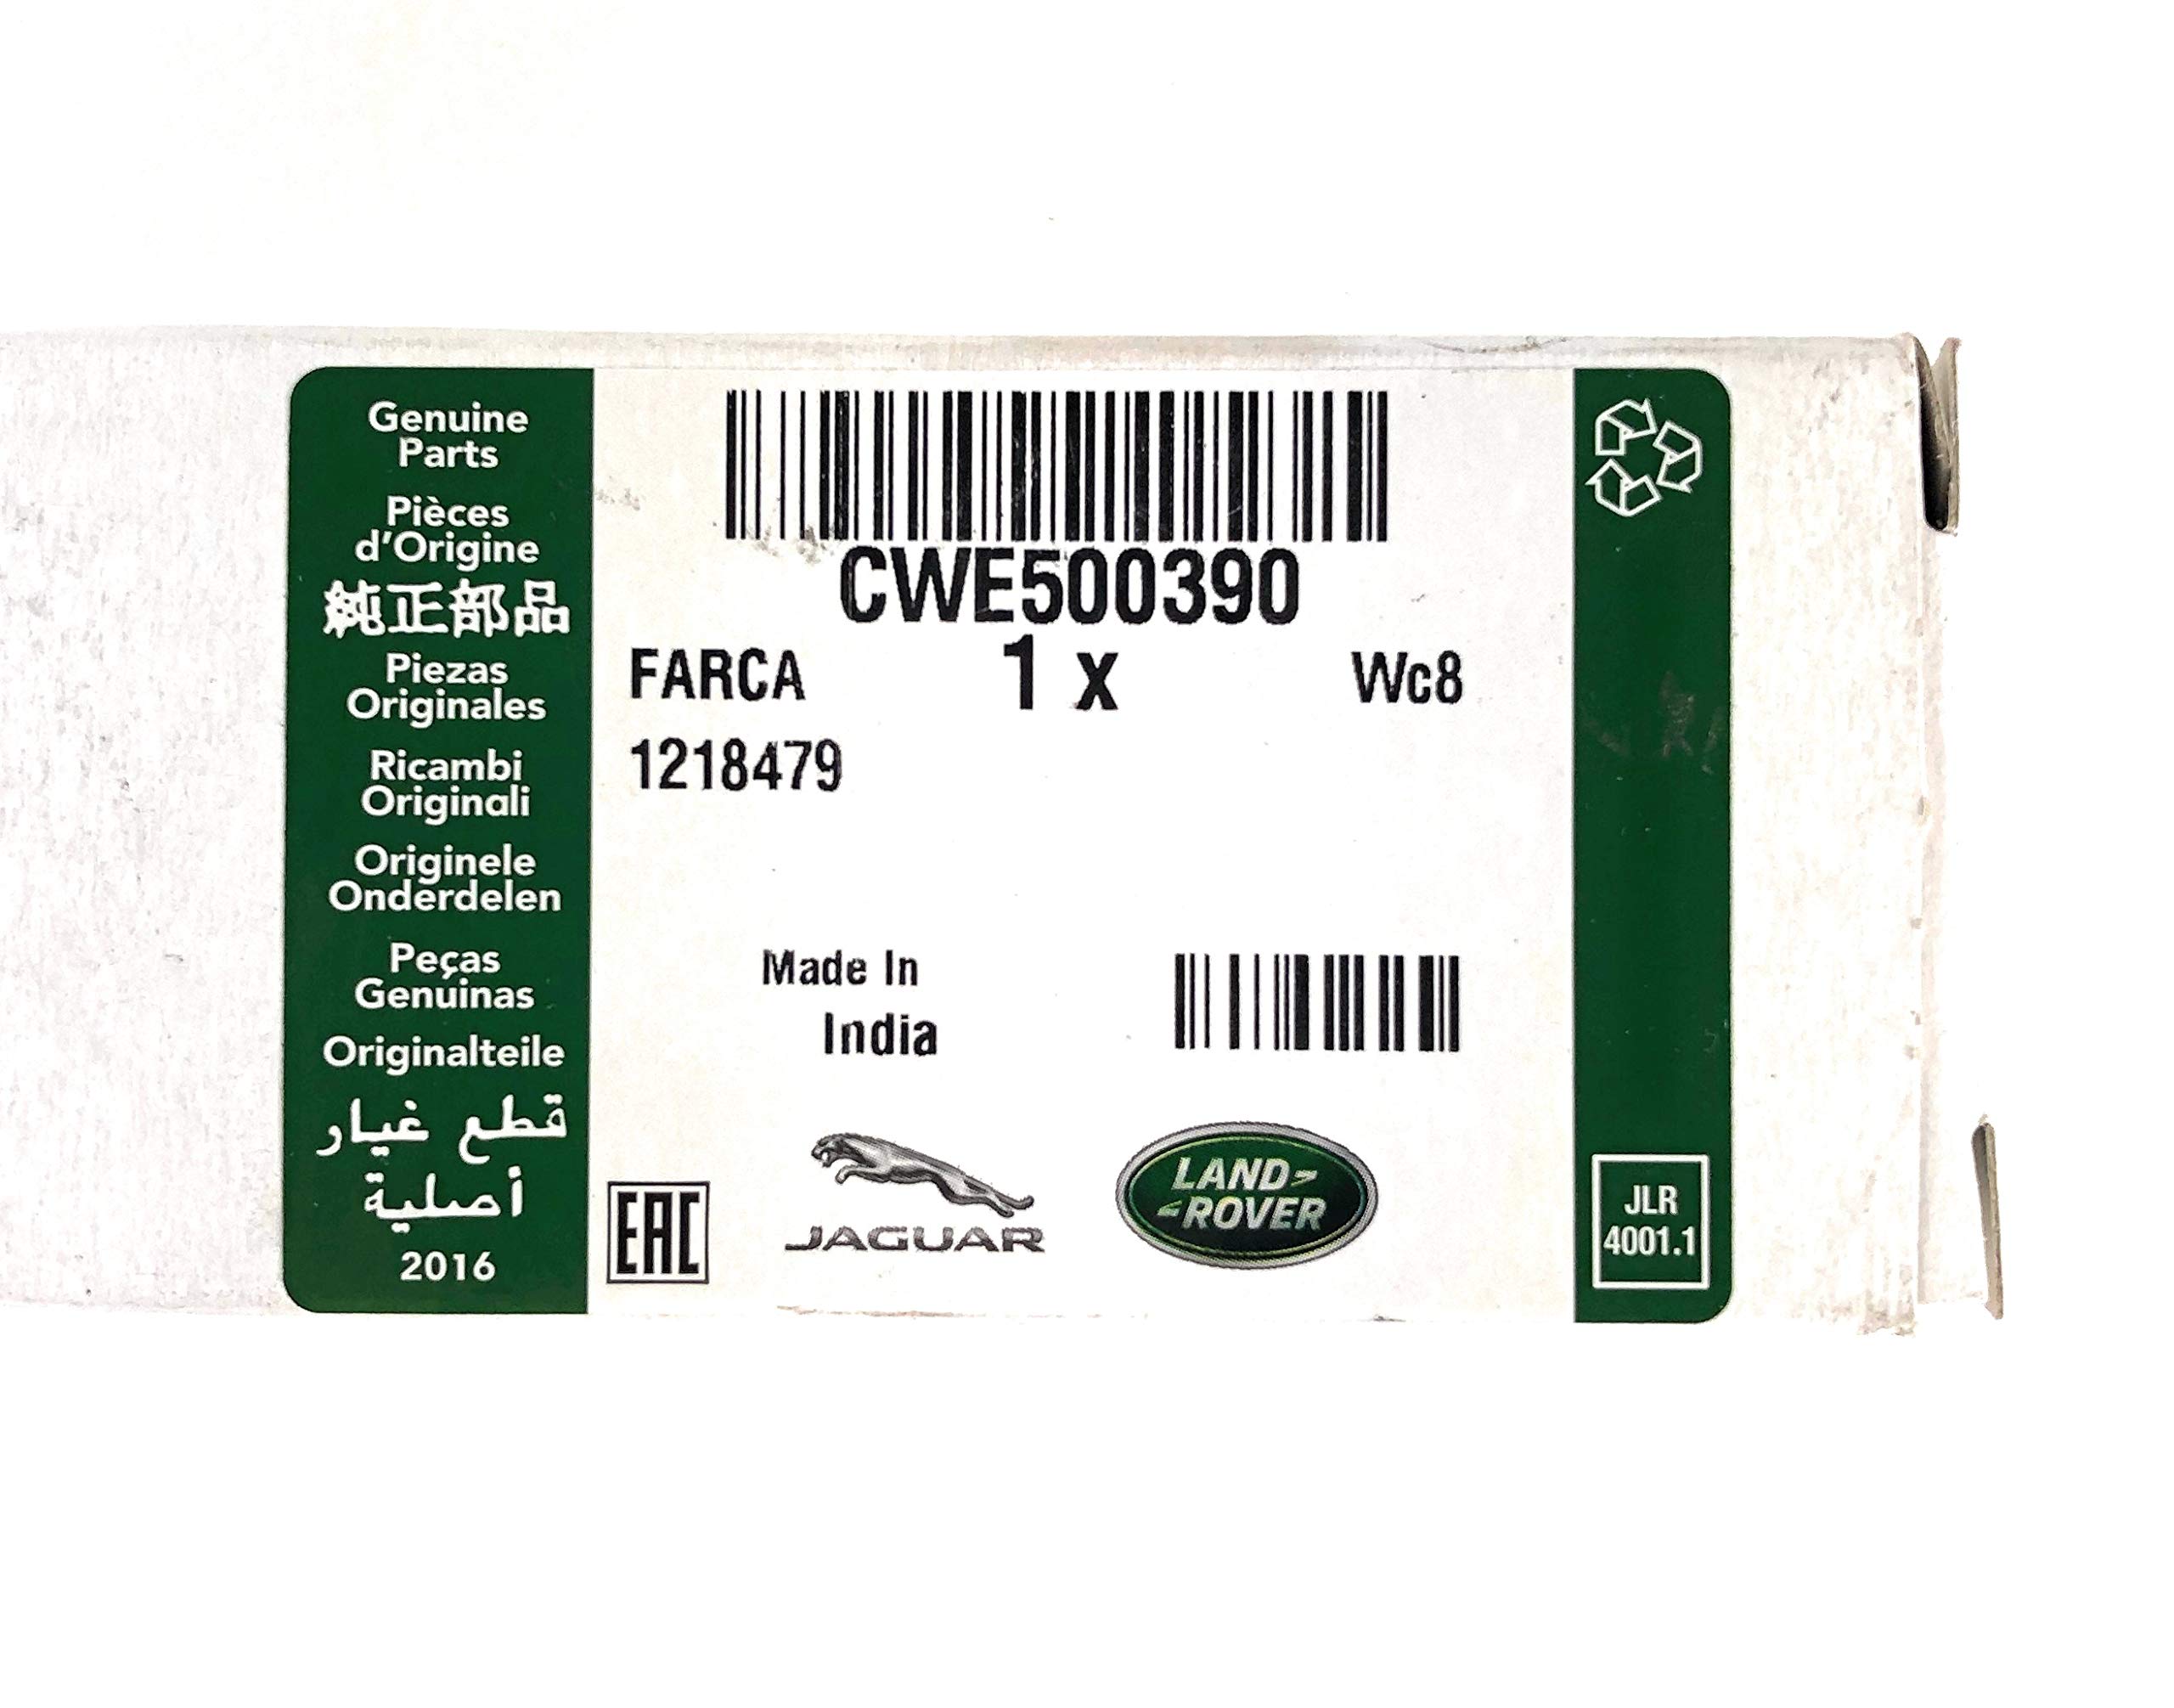 Genuine
Parts
Pièces
d'Origine
純正部品
Piezas
Originales
Ricambi
Originali
Originele
Onderdelen
Peças
Genuinas
Originalteile
قطع غيار
أصلية
2016
CWE500390
FARCA 1 x Wc8
1218479
Made In
India
EAC
JAGUAR
LAND
ROVER
JLR
4001.1